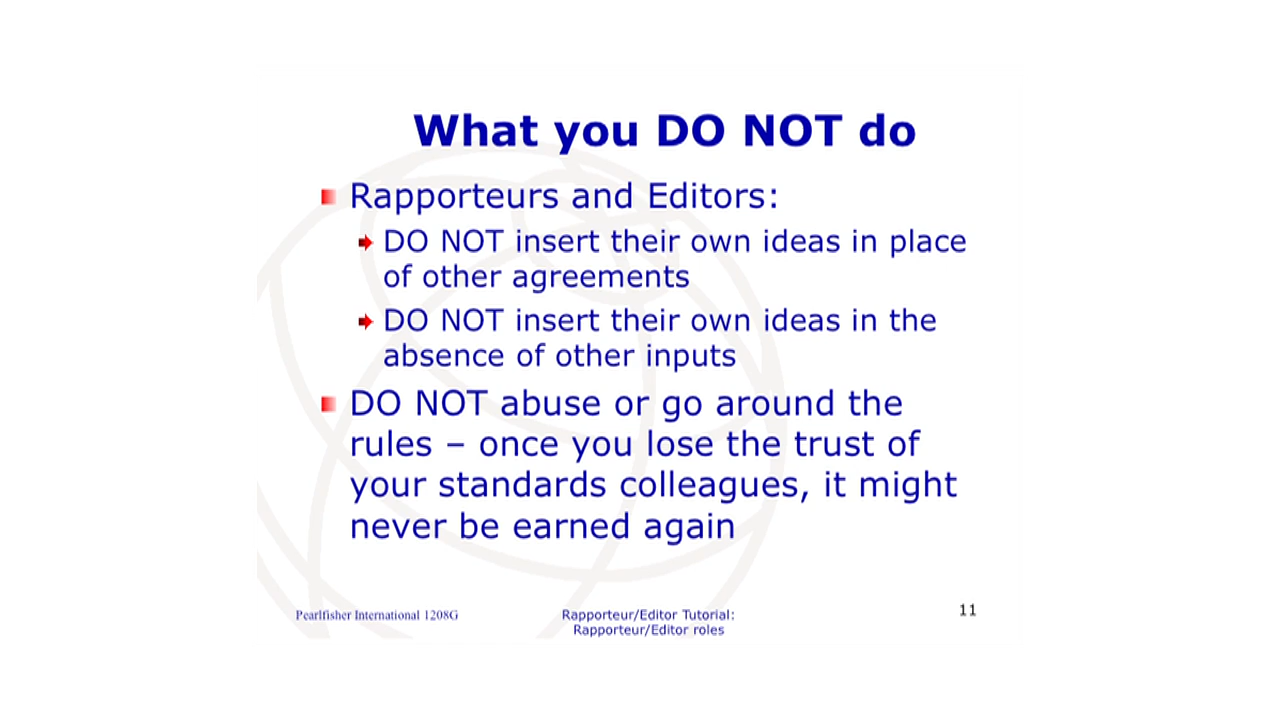 What you DO NOT do
Rapporteurs and Editors:
DO NOT insert their own ideas in place
of other agreements
DO NOT insert their own ideas in the
absence of other inputs
DO NOT abuse or go around the
rules – once you lose the trust of
your standards colleagues, it might
never be earned again
Pearlfisher International 1208G
Rapporteur/Editor Tutorial:
Rapporteur/Editor roles
11